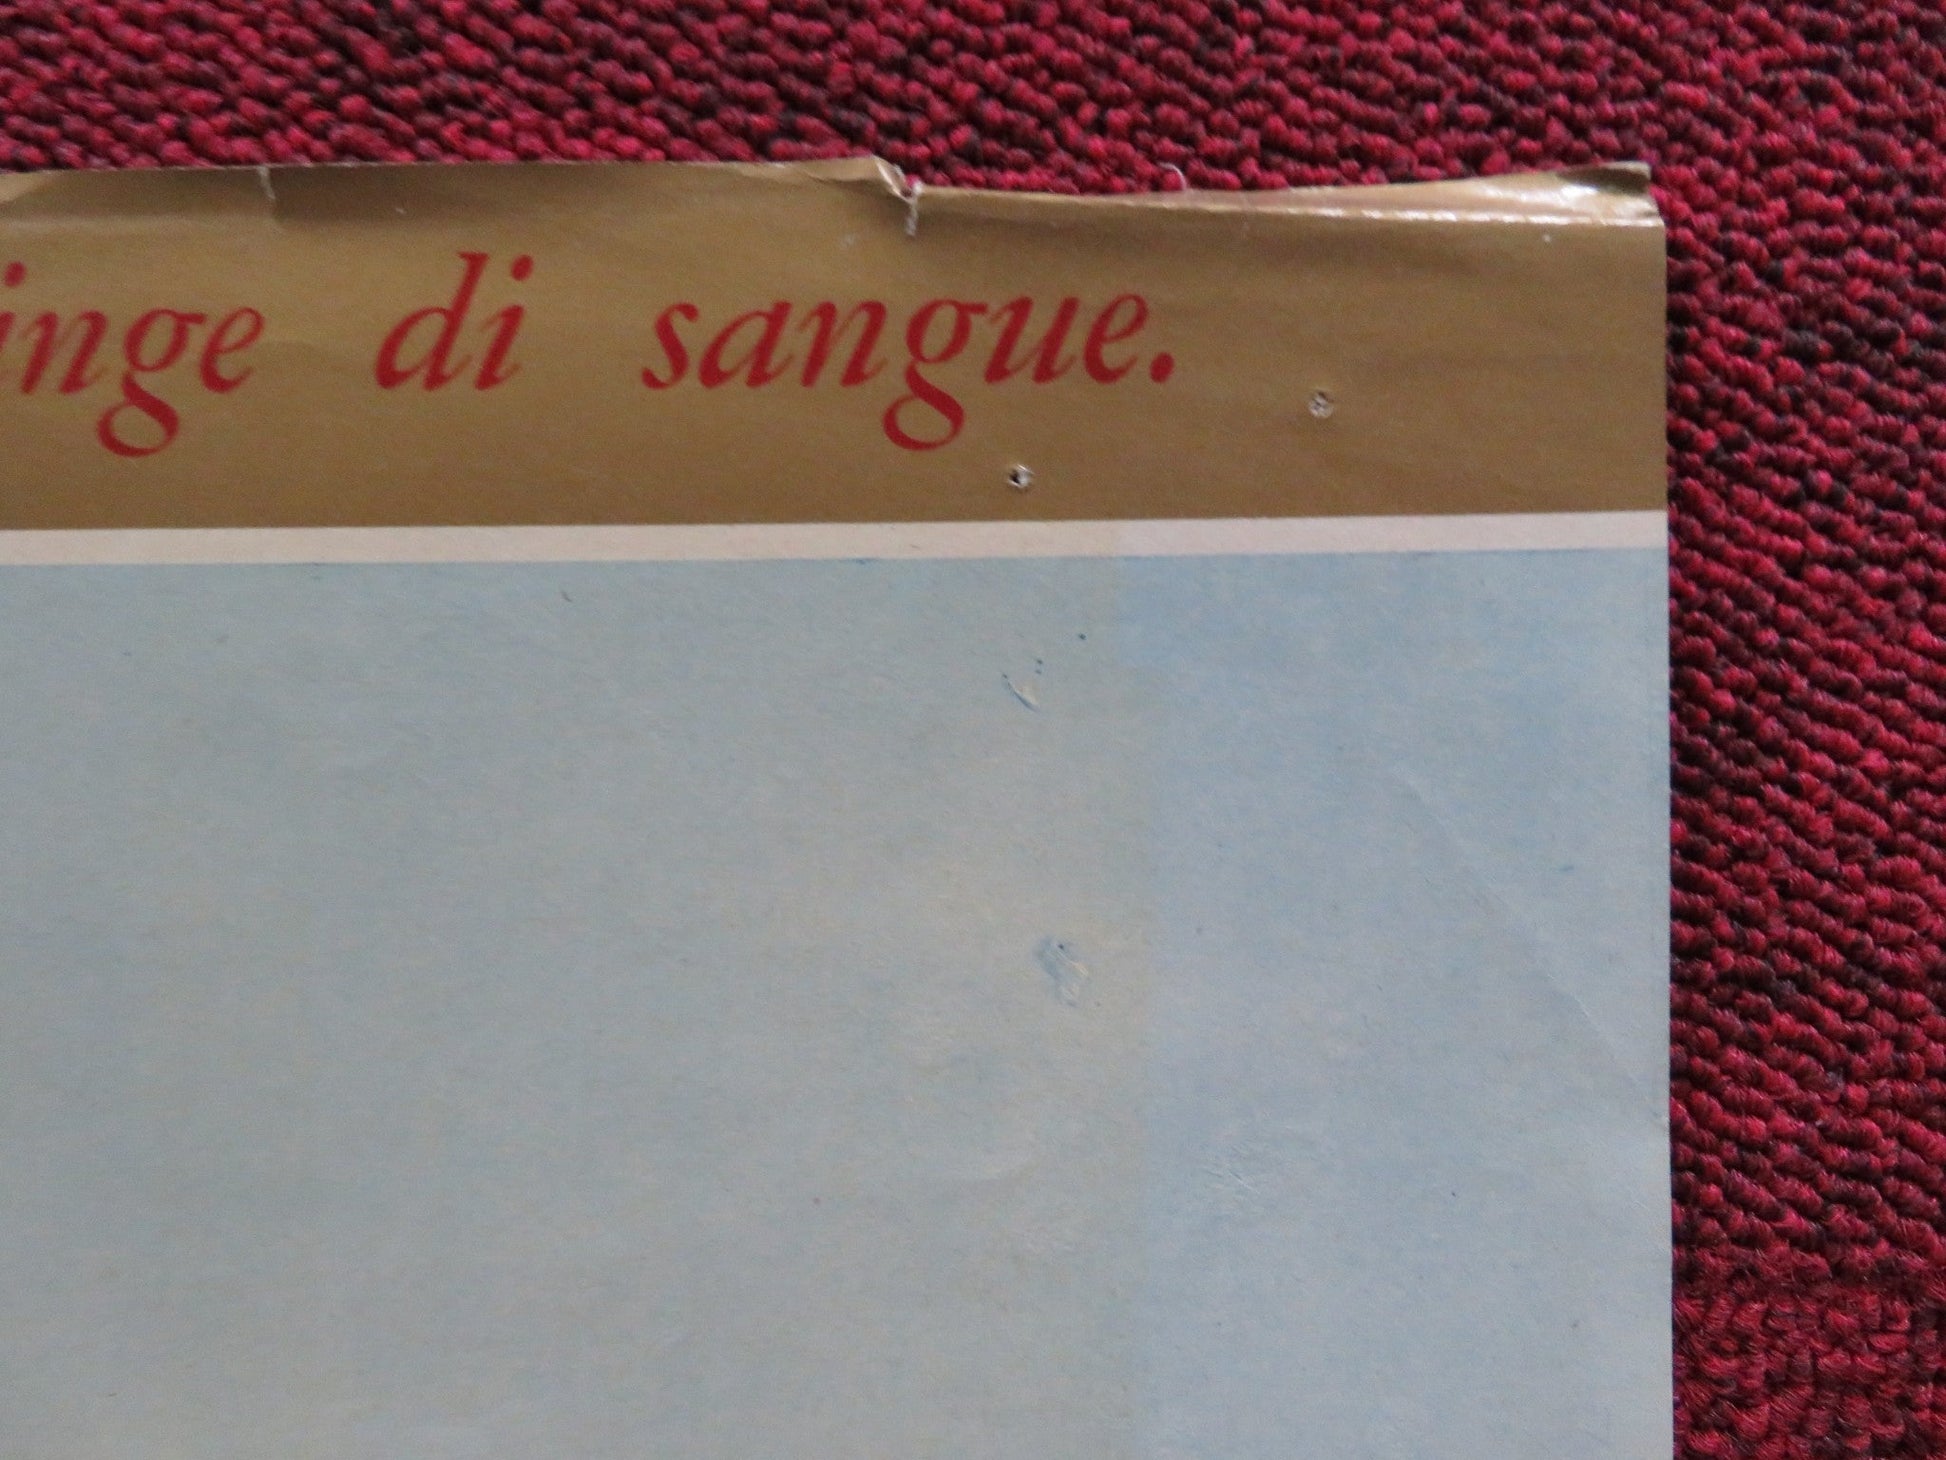 inge di sangue.